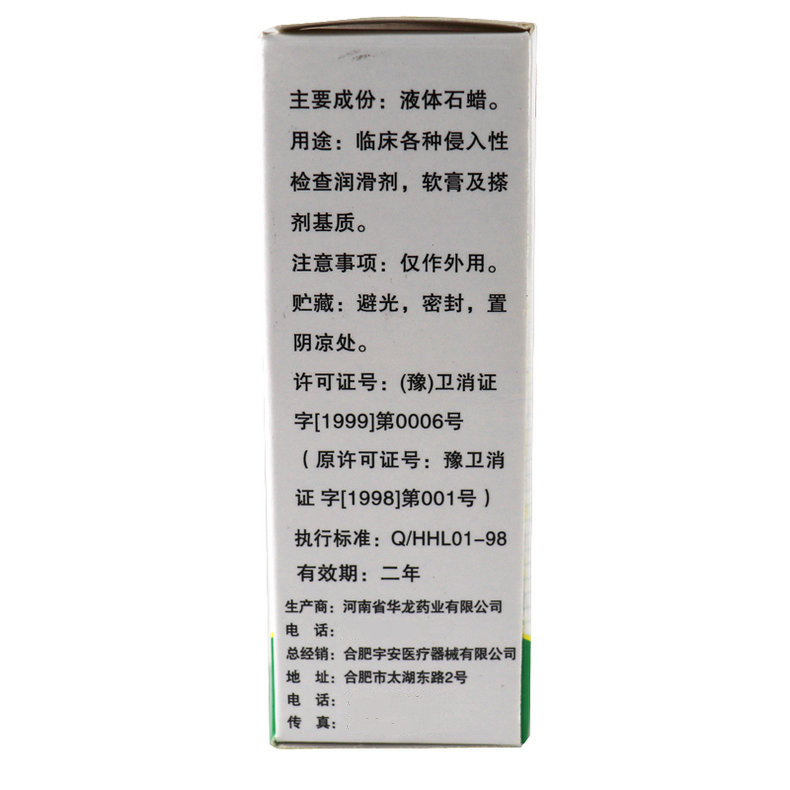 主要成份：液体石蜡。
用途：临床各种侵入性
检查润滑剂，软膏及搽
剂基质。
注意事项：仅作外用。
贮藏：避光，密封，置
阴凉处。
许可证号：(豫)卫消证
字[1999]第0006号
（原许可证号：豫卫消
证 字[1998]第001号）
执行标准：Q/HHL01-98
有效期：二年
生产商：河南省华龙药业有限公司
电 话：
总经销：合肥宇安医疗器械有限公司
地 址：合肥市太湖东路2号
电 话：
传 真：